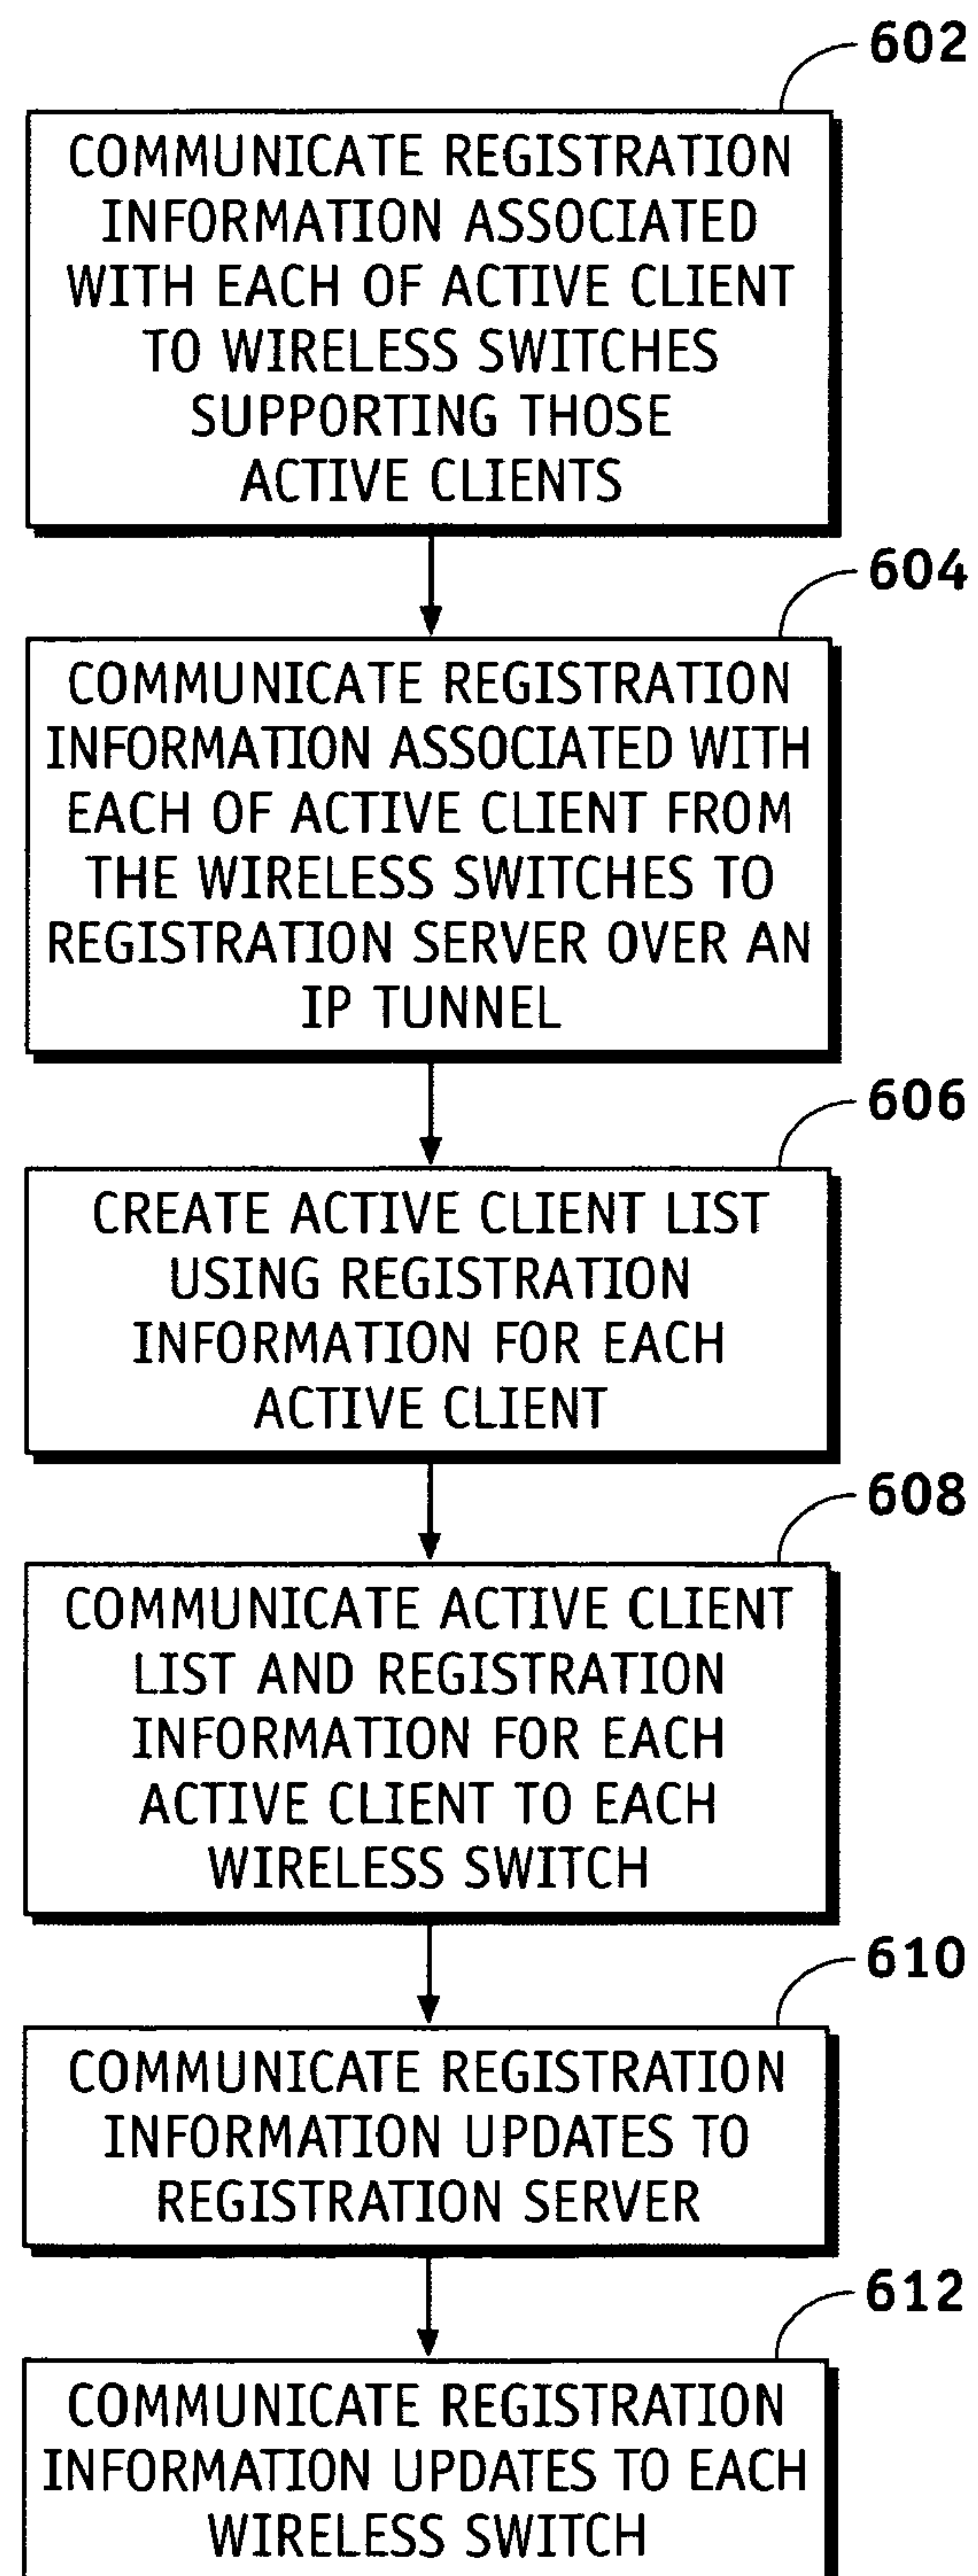 602
COMMUNICATE REGISTRATION
INFORMATION ASSOCIATED
WITH EACH OF ACTIVE CLIENT
TO WIRELESS SWITCHES
SUPPORTING THOSE
ACTIVE CLIENTS
604
COMMUNICATE REGISTRATION
INFORMATION ASSOCIATED WITH
EACH OF ACTIVE CLIENT FROM
THE WIRELESS SWITCHES TO
REGISTRATION SERVER OVER AN
IP TUNNEL
606
CREATE ACTIVE CLIENT LIST
USING REGISTRATION
INFORMATION FOR EACH
ACTIVE CLIENT
608
COMMUNICATE ACTIVE CLIENT
LIST AND REGISTRATION
INFORMATION FOR EACH
ACTIVE CLIENT TO EACH
WIRELESS SWITCH
610
COMMUNICATE REGISTRATION
INFORMATION UPDATES TO
REGISTRATION SERVER
612
COMMUNICATE REGISTRATION
INFORMATION UPDATES TO EACH
WIRELESS SWITCH